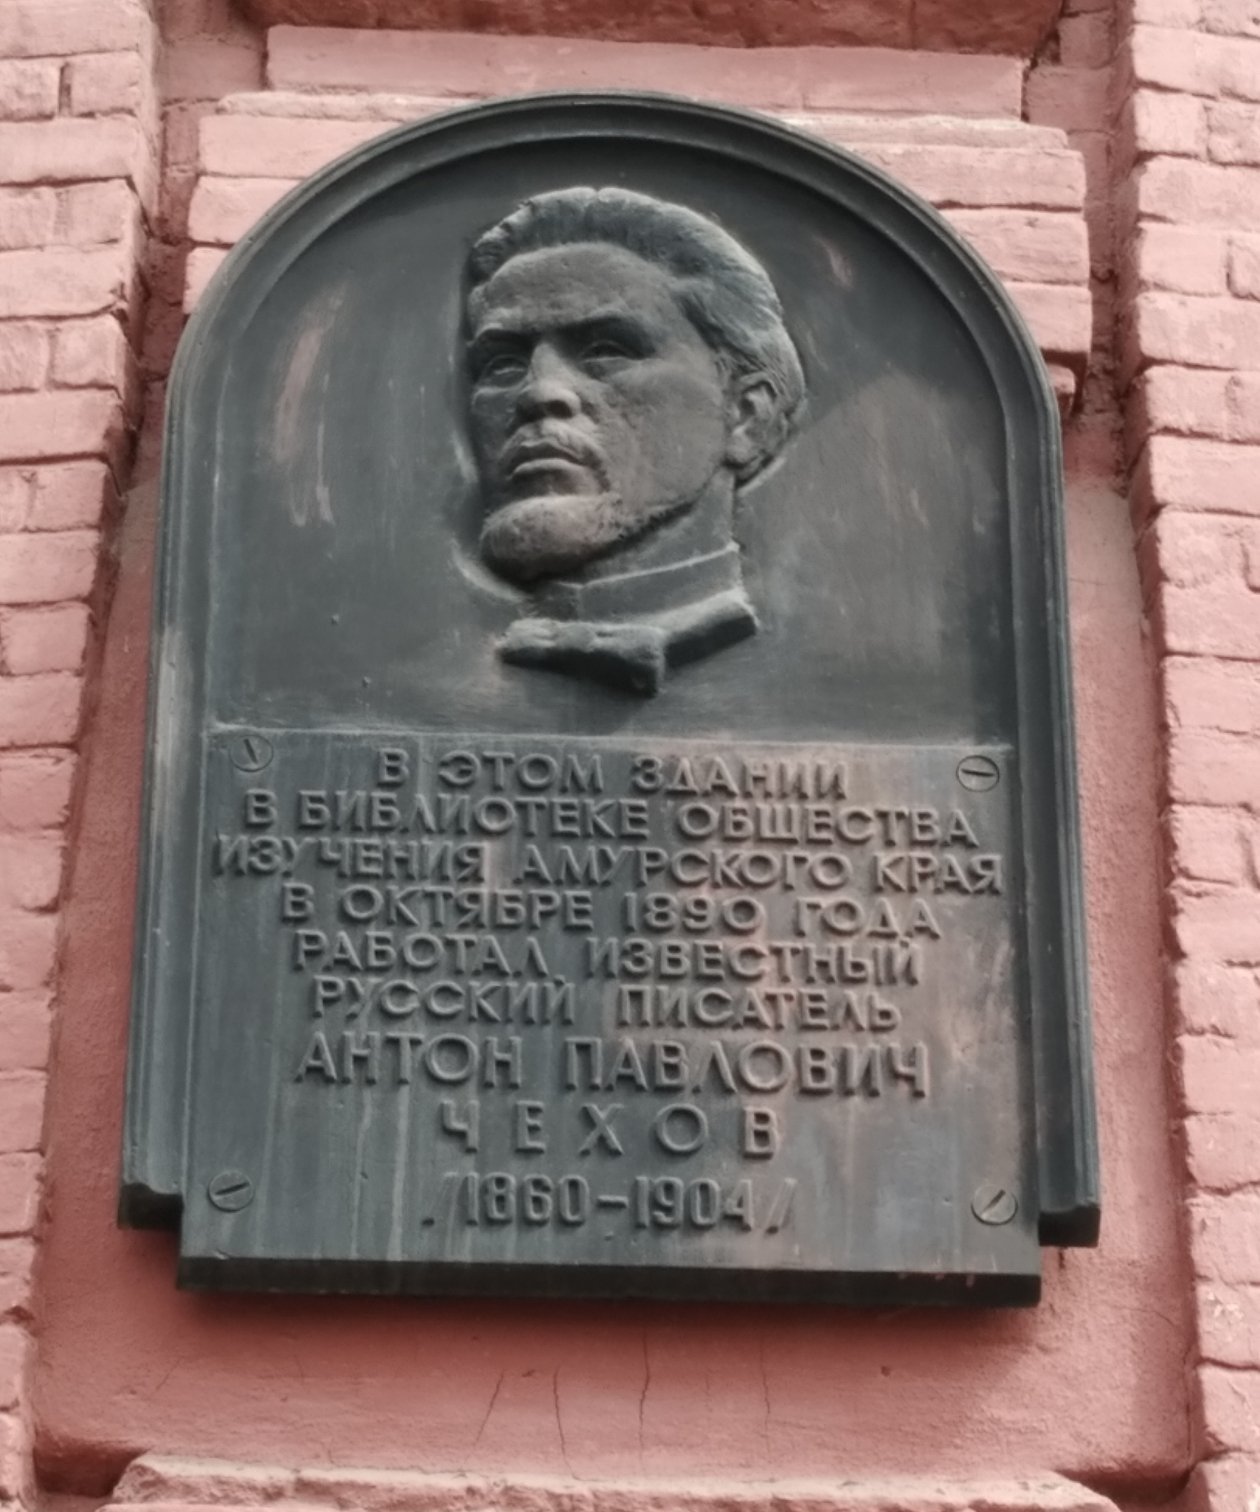 В ЭТОМ ЗДАНИИ
В БИБЛИОТЕКЕ ОБЩЕСТВА
ИЗУЧЕНИЯ АМУРСКОГО КРАЯ
В ОКТЯБРЕ 1890 ГОДА
РАБОТАЛ ИЗВЕСТНЫЙ
РУССКИЙ ПИСАТЕЛЬ
АНТОН ПАВЛОВИЧ
ЧЕХОВ
/1860-1904/